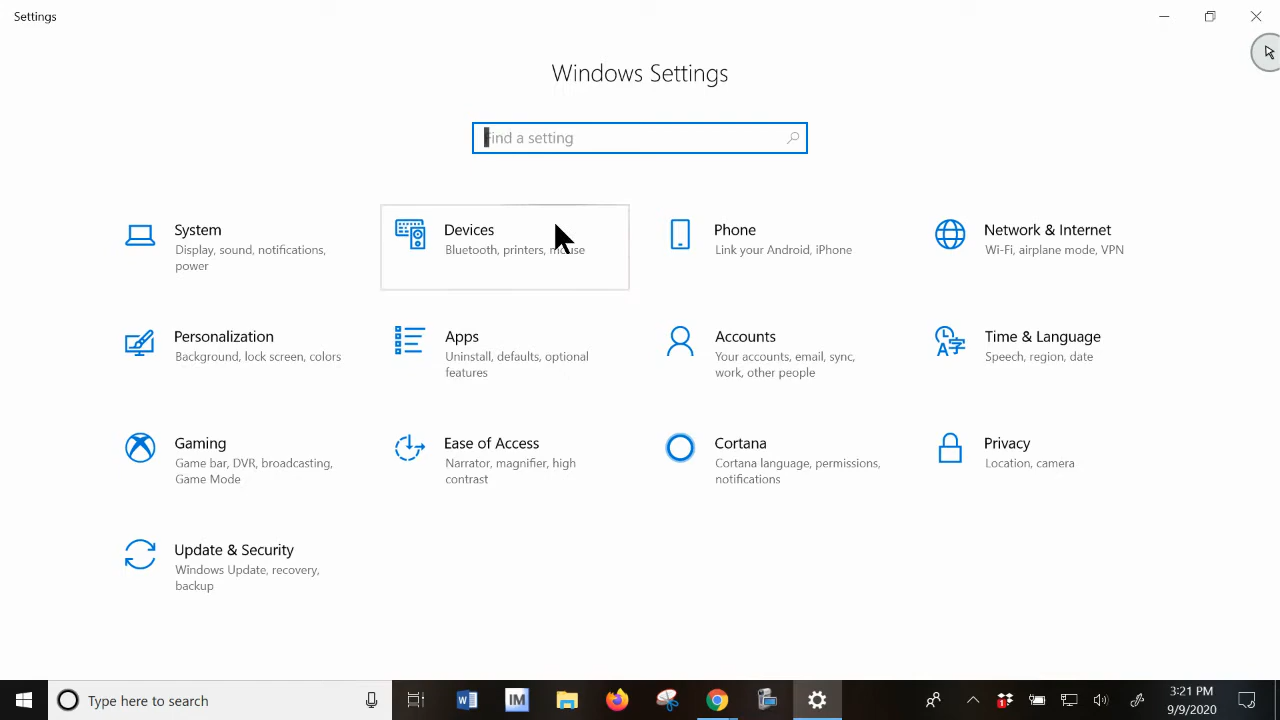 Settings
Windows Settings
Find a setting
System
Display, sound, notifications,
power
Devices
Bluetooth, printers, mouse
Phone
Link your Android, iPhone
Network & Internet
Wi-Fi, airplane mode, VPN
Personalization
Background, lock screen, colors
Apps
Uninstall, defaults, optional
features
Accounts
Your accounts, email, sync,
work, other people
Time & Language
Speech, region, date
Gaming
Game bar, DVR, broadcasting,
Game Mode
Ease of Access
Narrator, magnifier, high
contrast
Cortana
Cortana language, permissions,
notifications
Privacy
Location, camera
Update & Security
Windows Update, recovery,
backup
Type here to search
IM
1
3:21 PM
9/9/2020